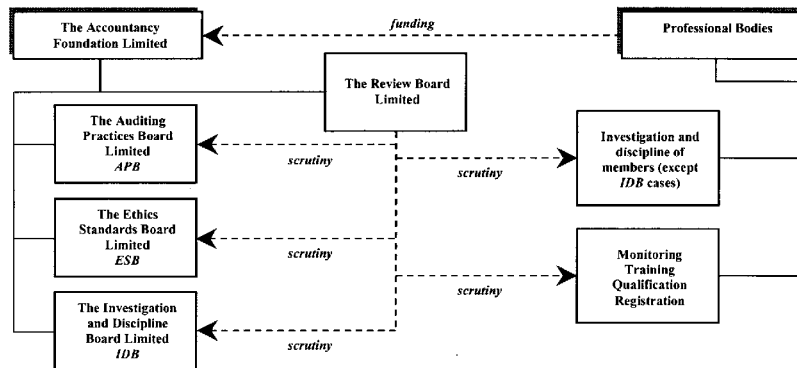 The Accountancy
Foundation Limited
funding
Professional Bodies
The Review Board
Limited
The Auditing
Practices Board
Limited
APB
scrutiny
scrutiny
Investigation and
discipline of
members (except
IDB cases)
The Ethics
Standards Board
Limited
ESB
scrutiny
scrutiny
Monitoring
Training
Qualification
Registration
The Investigation
and Discipline
Board Limited
IDB
scrutiny